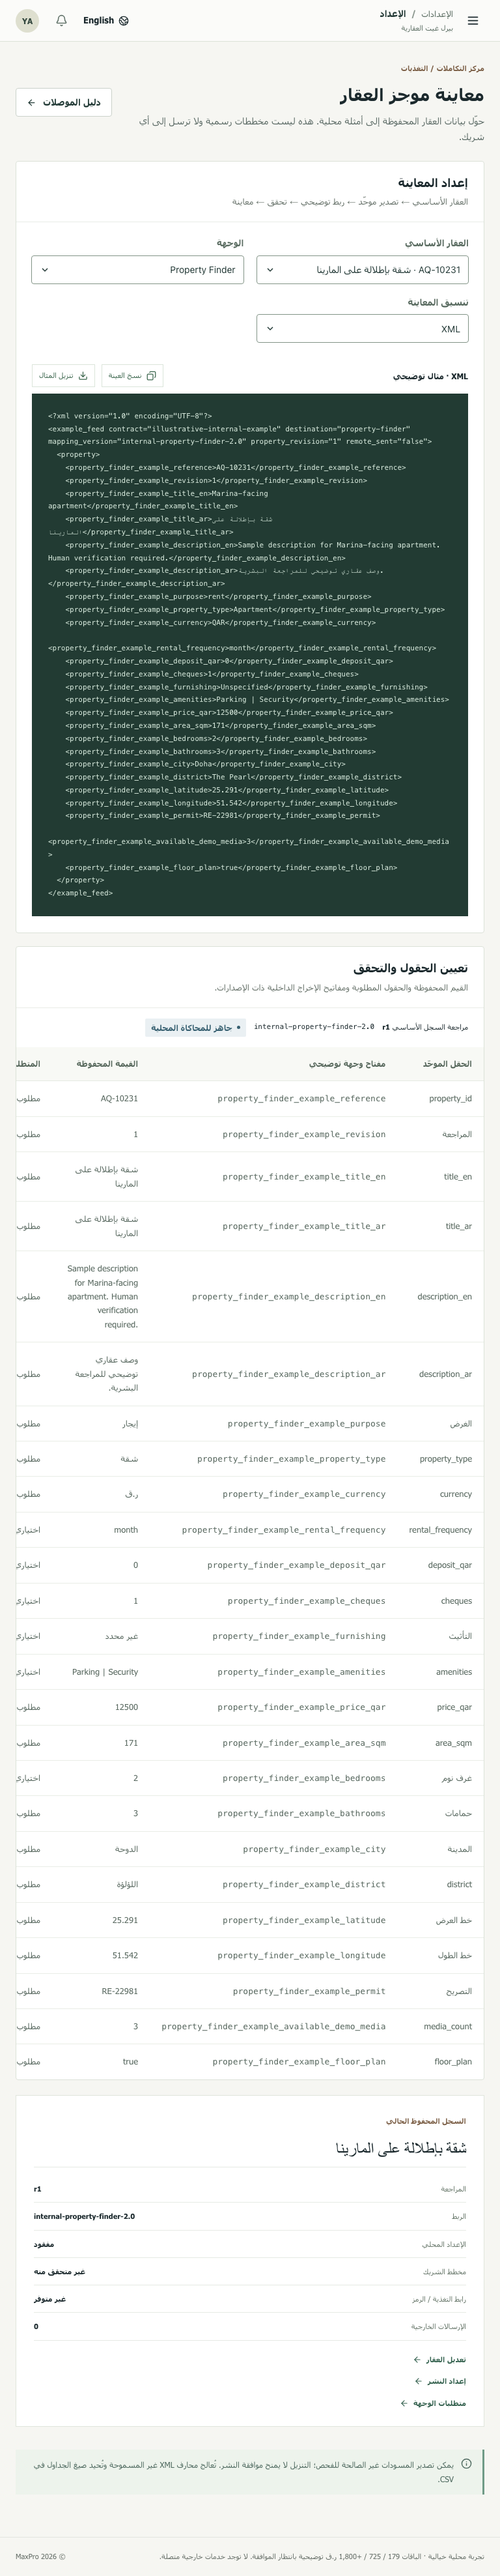 الإعدادات / الإعداد
بيرل غيت العقارية
English
YA
مركز التكاملات / التغذيات
معاينة موجز العقار
حوّل بيانات العقار المحفوظة إلى أمثلة محلية. هذه ليست مخططات رسمية ولا ترسل إلى أي
شريك.
دليل الموصلات
إعداد المعاينة
العقار الأساسي ← تصدير موحّد ← ربط توضيحي ← تحقق ← معاينة
العقار الأساسي
الوجهة
AQ-10231 · شقة بإطلالة على المارينا
Property Finder
تنسيق المعاينة
XML
XML · مثال توضيحي
نسخ العينة
تنزيل المثال
<?xml version="1.0" encoding="UTF-8"?>
<example_feed contract="illustrative-internal-example" destination="property-finder"
mapping_version="internal-property-finder-2.0" property_revision="1" remote_sent="false">
<property>
<property_finder_example_reference>AQ-10231</property_finder_example_reference>
<property_finder_example_revision>1</property_finder_example_revision>
<property_finder_example_title_en>Marina-facing
apartment</property_finder_example_title_en>
<property_finder_example_title_ar>شقة بإطلالة على
المارينا</property_finder_example_title_ar>
<property_finder_example_description_en>Sample description for Marina-facing apartment.
Human verification required.</property_finder_example_description_en>
<property_finder_example_description_ar>وصف عقاري توضيحي للمراجعة البشرية.
</property_finder_example_description_ar>
<property_finder_example_purpose>rent</property_finder_example_purpose>
<property_finder_example_property_type>Apartment</property_finder_example_property_type>
<property_finder_example_currency>QAR</property_finder_example_currency>
<property_finder_example_rental_frequency>month</property_finder_example_rental_frequency>
<property_finder_example_deposit_qar>0</property_finder_example_deposit_qar>
<property_finder_example_cheques>1</property_finder_example_cheques>
<property_finder_example_furnishing>Unspecified</property_finder_example_furnishing>
<property_finder_example_amenities>Parking | Security</property_finder_example_amenities>
<property_finder_example_price_qar>12500</property_finder_example_price_qar>
<property_finder_example_area_sqm>171</property_finder_example_area_sqm>
<property_finder_example_bedrooms>2</property_finder_example_bedrooms>
<property_finder_example_bathrooms>3</property_finder_example_bathrooms>
<property_finder_example_city>Doha</property_finder_example_city>
<property_finder_example_district>The Pearl</property_finder_example_district>
<property_finder_example_latitude>25.291</property_finder_example_latitude>
<property_finder_example_longitude>51.542</property_finder_example_longitude>
<property_finder_example_permit>RE-22981</property_finder_example_permit>
<property_finder_example_available_demo_media>3</property_finder_example_available_demo_media
>
<property_finder_example_floor_plan>true</property_finder_example_floor_plan>
</property>
</example_feed>
تعيين الحقول والتحقق
القيم المحفوظة والحقول المطلوبة ومفاتيح الإخراج الداخلية ذات الإصدارات.
مراجعة السجل الأساسي r1 internal-property-finder-2.0 جاهز للمحاكاة المحلية
الحقل الموحّد مفتاح وجهة توضيحي القيمة المحفوظة المتطلب
property_id property_finder_example_reference AQ-10231 مطلوب
المراجعة property_finder_example_revision 1 مطلوب
title_en property_finder_example_title_en شقة بإطلالة على
المارينا مطلوب
title_ar property_finder_example_title_ar شقة بإطلالة على
المارينا مطلوب
description_en property_finder_example_description_en Sample description
for Marina-facing
apartment. Human
verification
required. مطلوب
description_ar property_finder_example_description_ar وصف عقاري
توضيحي للمراجعة
البشرية. مطلوب
الغرض property_finder_example_purpose إيجار مطلوب
property_type property_finder_example_property_type شقة مطلوب
currency property_finder_example_currency ر.ق مطلوب
rental_frequency property_finder_example_rental_frequency month اختياري
deposit_qar property_finder_example_deposit_qar 0 اختياري
cheques property_finder_example_cheques 1 اختياري
التأثيث property_finder_example_furnishing غير محدد اختياري
amenities property_finder_example_amenities Parking | Security اختياري
price_qar property_finder_example_price_qar 12500 مطلوب
area_sqm property_finder_example_area_sqm 171 مطلوب
غرف نوم property_finder_example_bedrooms 2 اختياري
حمامات property_finder_example_bathrooms 3 مطلوب
المدينة property_finder_example_city الدوحة مطلوب
district property_finder_example_district اللؤلؤة مطلوب
خط العرض property_finder_example_latitude 25.291 مطلوب
خط الطول property_finder_example_longitude 51.542 مطلوب
التصريح property_finder_example_permit RE-22981 مطلوب
media_count property_finder_example_available_demo_media 3 مطلوب
floor_plan property_finder_example_floor_plan true مطلوب
السجل المحفوظ الحالي
شقة بإطلالة على المارينا
المراجعة r1
الربط internal-property-finder-2.0
الإعداد المحلي مفقود
مخطط الشريك غير متحقق منه
رابط التغذية / الرمز غير متوفر
الإرسالات الخارجية 0
تعديل العقار
إعداد النشر
متطلبات الوجهة
يمكن تصدير المسودات غير الصالحة للفحص؛ التنزيل لا يمنح موافقة النشر. تُعالج محارف XML غير المسموحة وتُحيد صيغ الجداول في
CSV.
تجربة محلية خيالية · الباقات 179 / 725 / +1,800 ر.ق توضيحية بانتظار الموافقة. لا توجد خدمات خارجية متصلة.
© MaxPro 2026